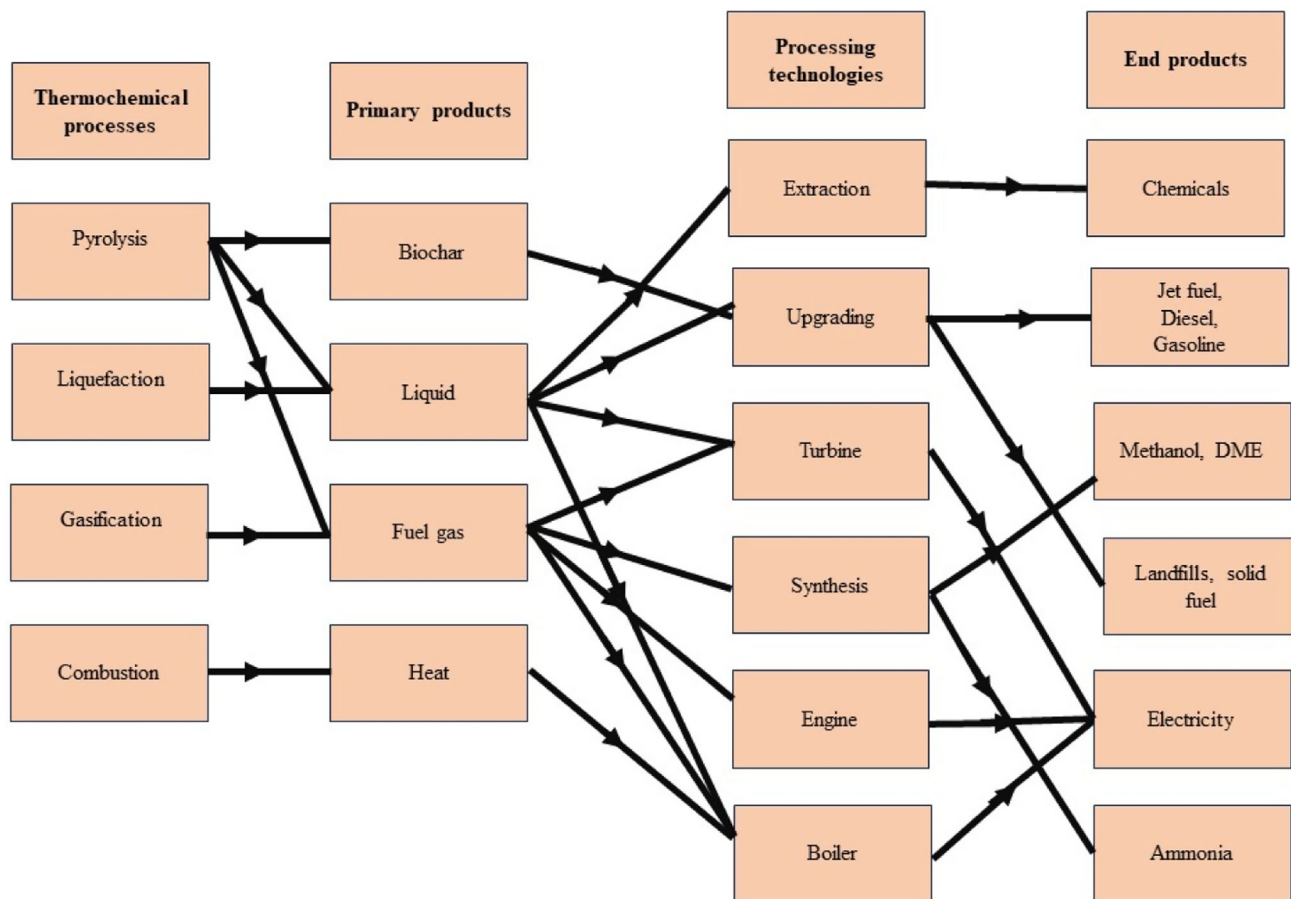 Thermochemical
processes
Primary products
Processing
technologies
End products
Pyrolysis
Biochar
Extraction
Chemicals
Liquefaction
Liquid
Upgrading
Jet fuel,
Diesel,
Gasoline
Gasification
Fuel gas
Turbine
Methanol, DME
Combustion
Heat
Synthesis
Landfills, solid
fuel
Engine
Electricity
Boiler
Ammonia